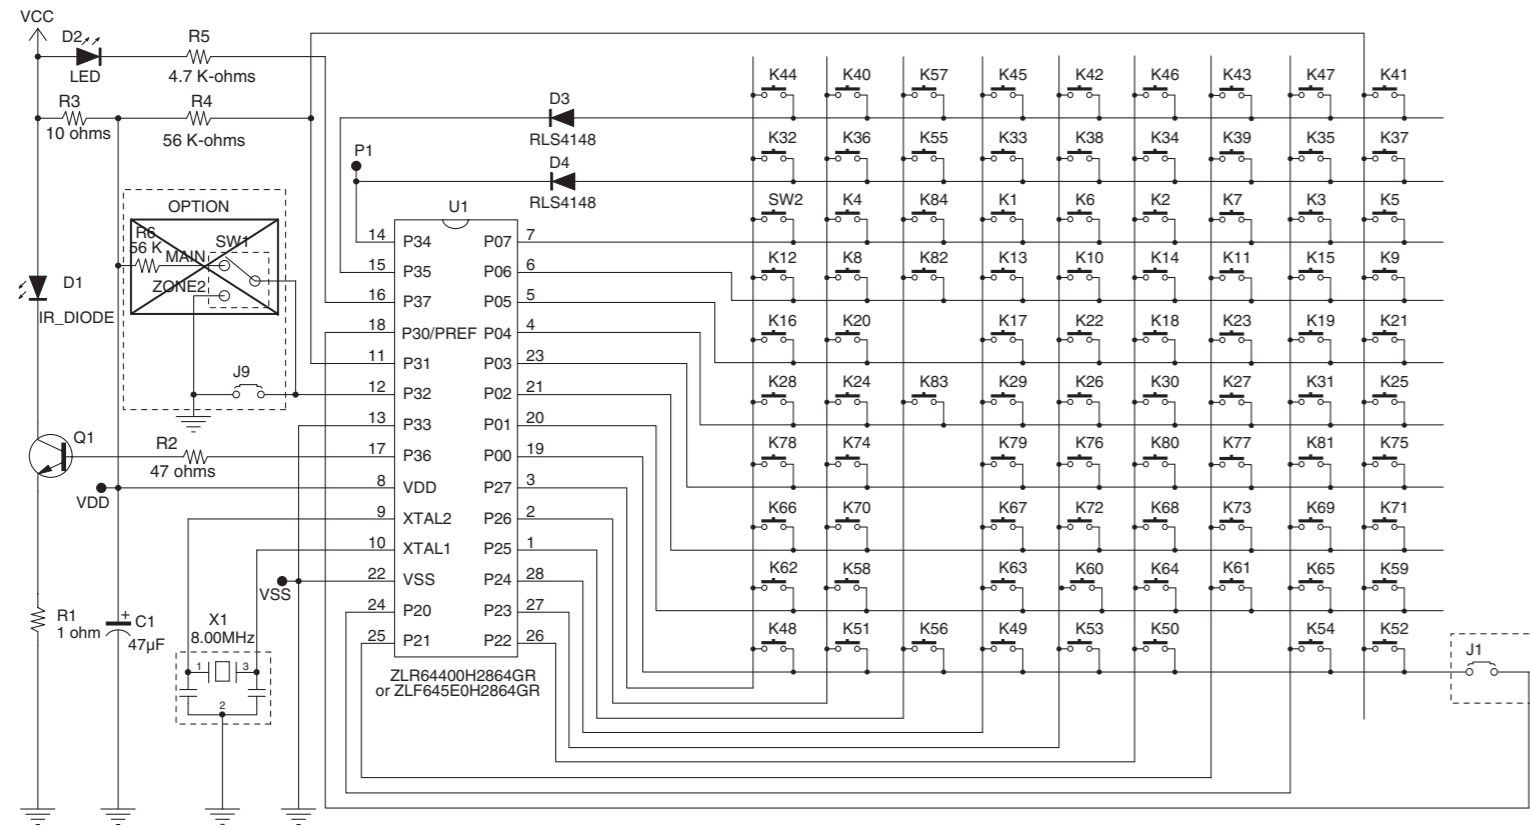 VCC
D2
LED
R5
4.7 K-ohms
R3
10 ohms
R4
56 K-ohms
D3
RLS4148
P1
D4
RLS4148
OPTION
R6
56 K
MAIN
SW1
ZONE2
J9
D1
IR_DIODE
Q1
R2
47 ohms
VDD
VSS
R1
1 ohm
+
C1
47µF
X1
8.00MHz
1
3
2
U1
14 P34 P07 7
15 P35 P06 6
16 P37 P05 5
18 P30/PREF P04 4
11 P31 P03 23
12 P32 P02 21
13 P33 P01 20
17 P36 P00 19
8 VDD P27 3
9 XTAL2 P26 2
10 XTAL1 P25 1
22 VSS P24 28
24 P20 P23 27
25 P21 P22 26
ZLR64400H2864GR
or ZLF645E0H2864GR
K44 K40 K57 K45 K42 K46 K43 K47 K41
K32 K36 K55 K33 K38 K34 K39 K35 K37
SW2 K4 K84 K1 K6 K2 K7 K3 K5
K12 K8 K82 K13 K10 K14 K11 K15 K9
K16 K20 K17 K22 K18 K23 K19 K21
K28 K24 K83 K29 K26 K30 K27 K31 K25
K78 K74 K79 K76 K80 K77 K81 K75
K66 K70 K67 K72 K68 K73 K69 K71
K62 K58 K63 K60 K64 K61 K65 K59
K48 K51 K56 K49 K53 K50 K54 K52
J1